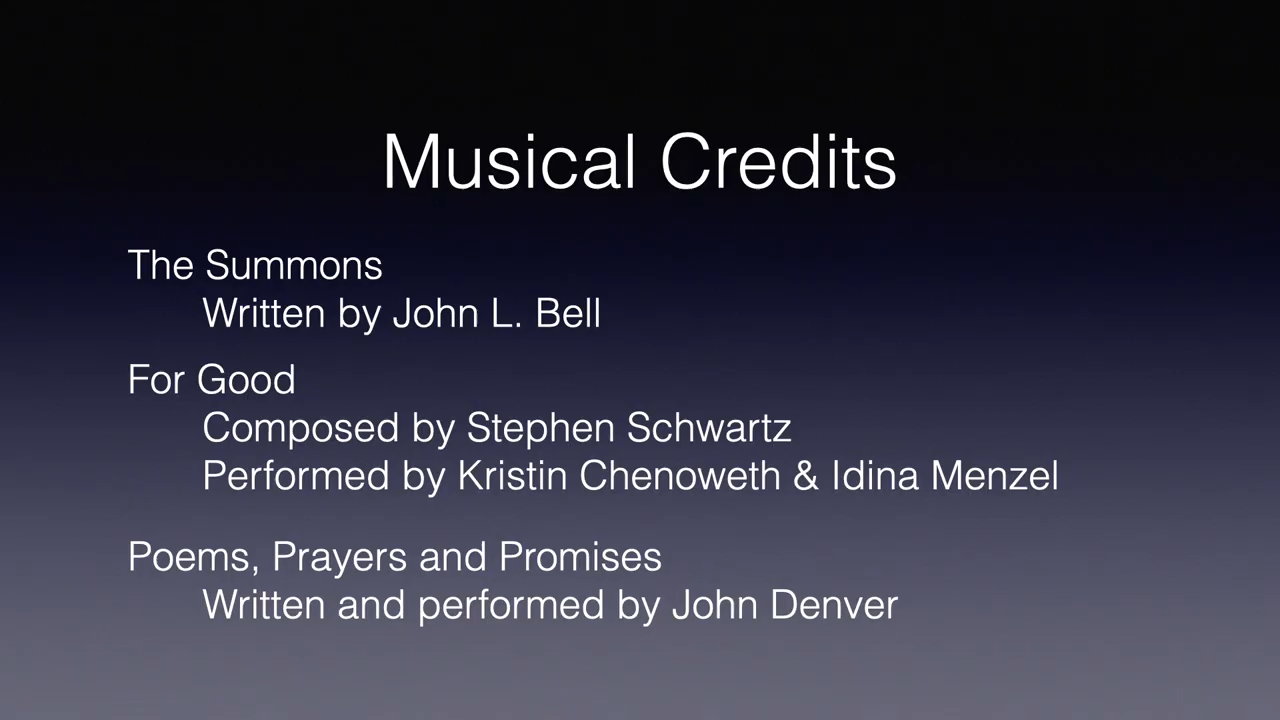 Musical Credits
The Summons
Written by John L. Bell
For Good
Composed by Stephen Schwartz
Performed by Kristin Chenoweth & Idina Menzel
Poems, Prayers and Promises
Written and performed by John Denver